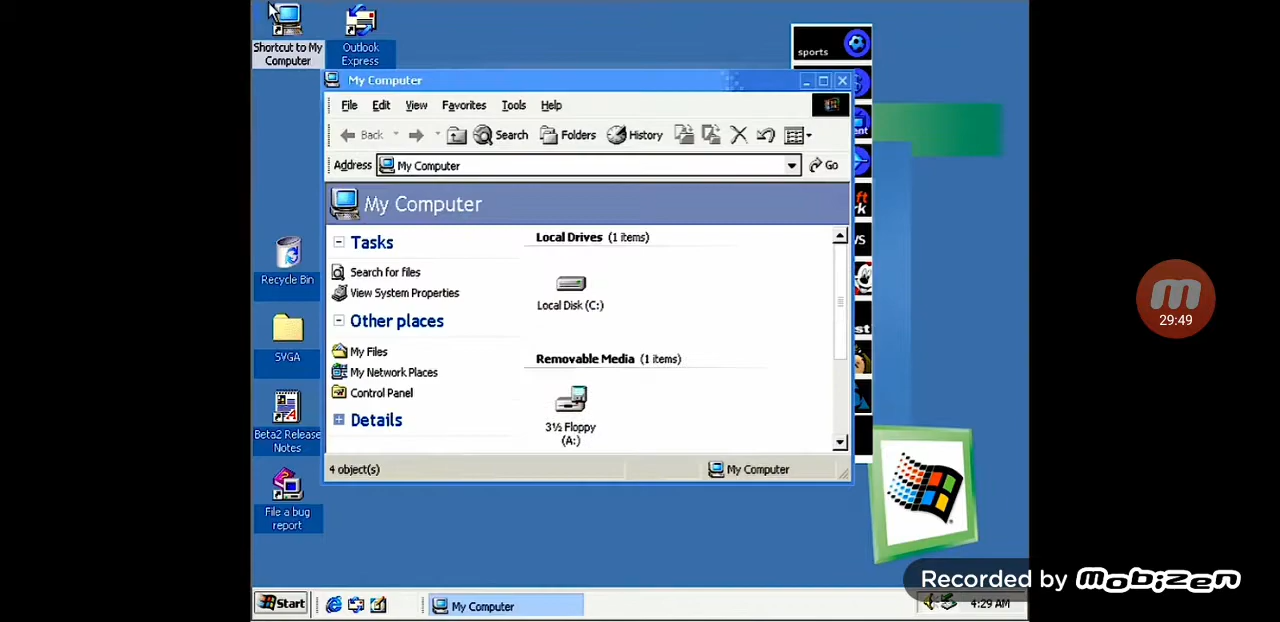 Shortcut to My
Computer
Outlook
Express
sports
My Computer
File Edit View Favorites Tools Help
Back Search Folders History
Address My Computer Go
My Computer
Tasks
Search for files
View System Properties
Other places
My Files
My Network Places
Control Panel
Details
Local Drives (1 items)
Local Disk (C:)
Removable Media (1 items)
3½ Floppy
(A:)
4 object(s) My Computer
Recycle Bin
SVGA
Beta2 Release
Notes
File a bug
report
29:49
Recorded by mobizen
Start My Computer 4:29 AM